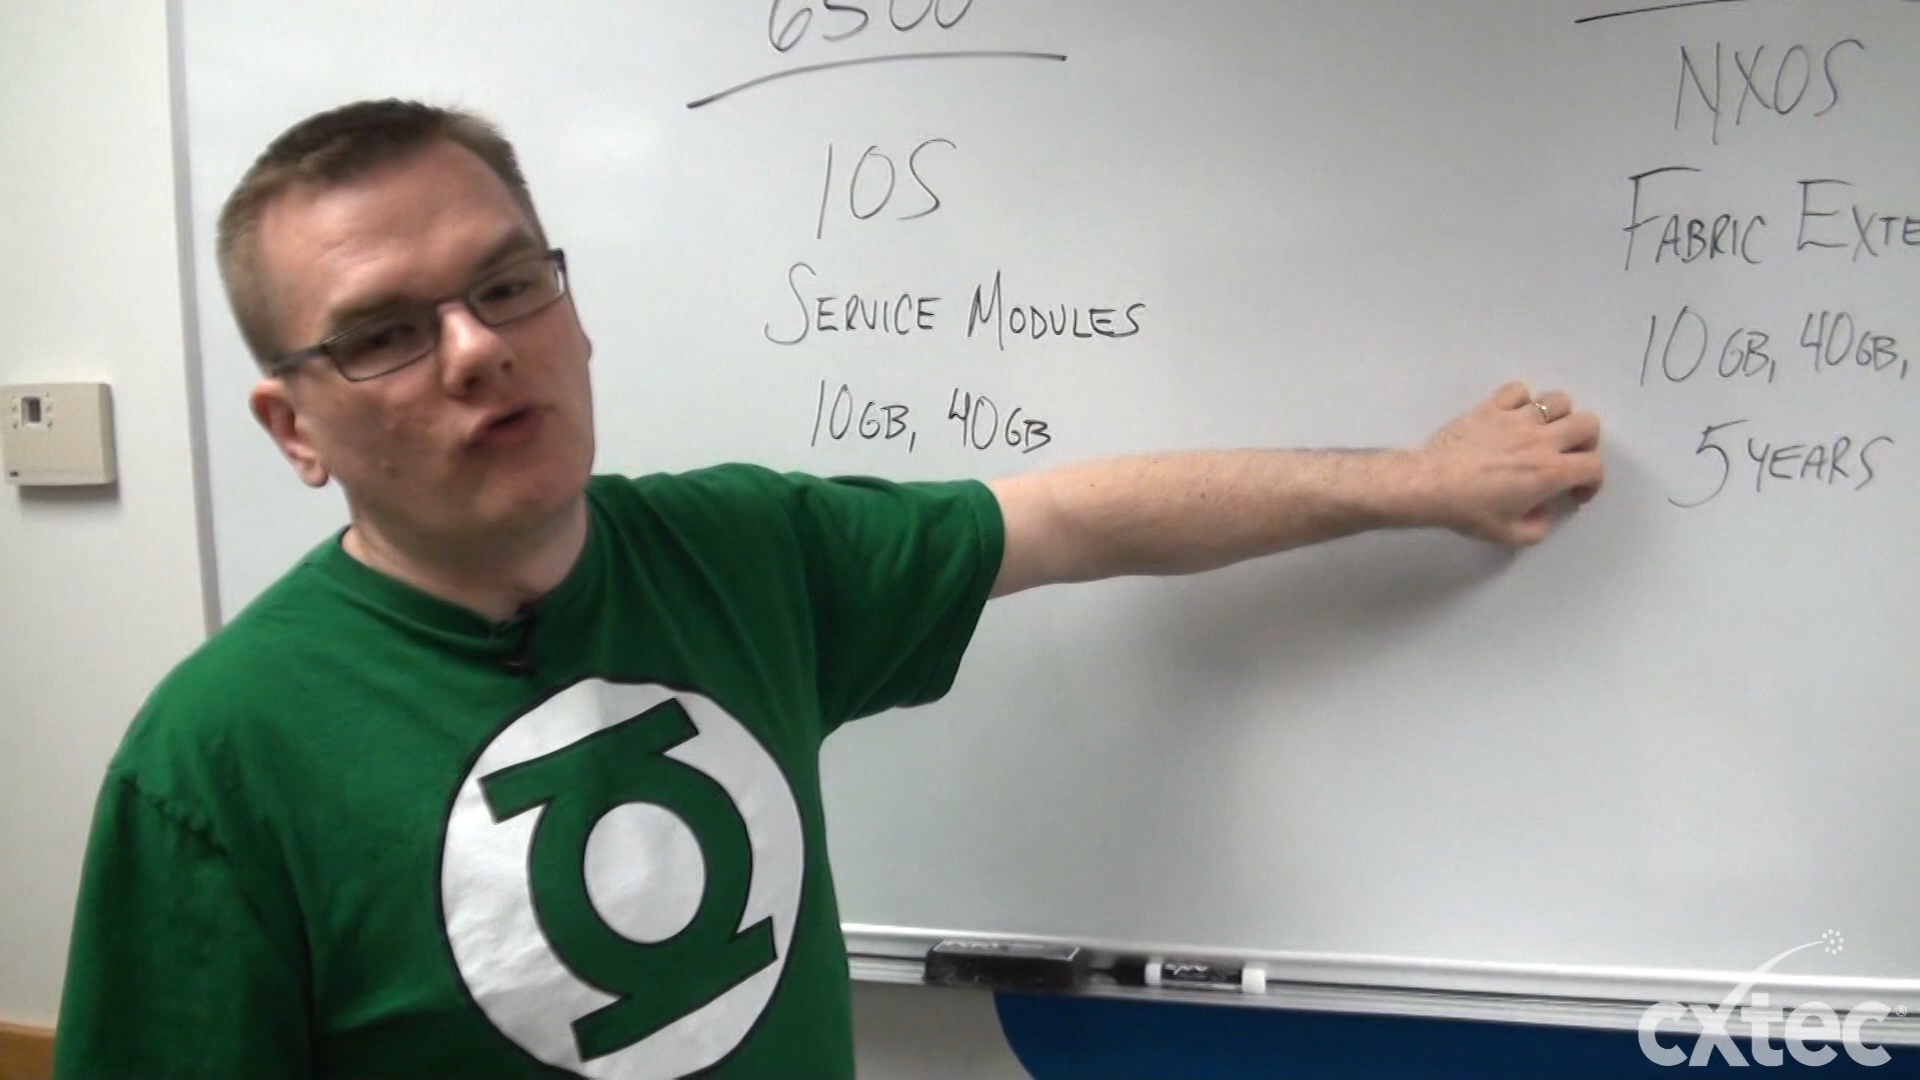 6500
IOS
SERVICE MODULES
10GB, 40GB
NXOS
FABRIC EXTE
10GB, 40GB,
5 YEARS
cxtec®